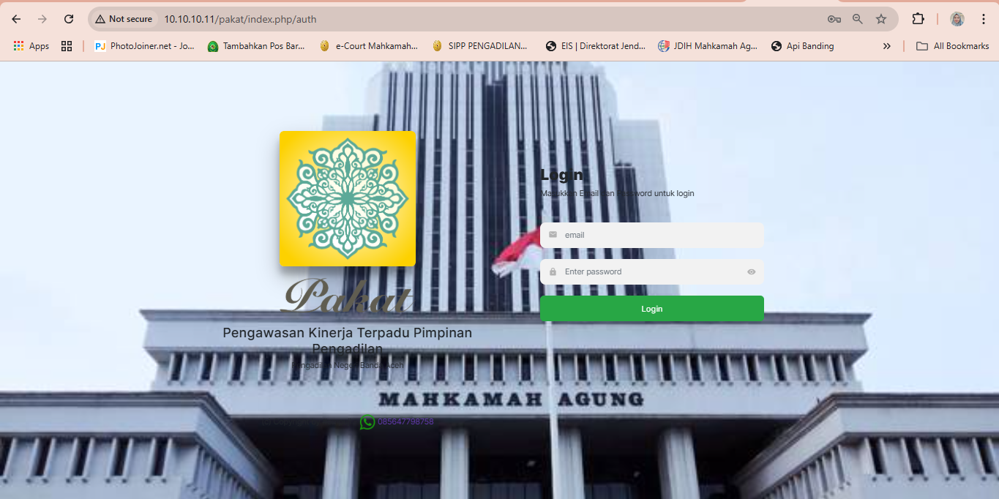 Not secure
10.10.10.11/pakat/index.php/auth
Apps
PJ
PhotoJoiner.net - Jo...
Tambahkan Pos Bar...
e-Court Mahkamah...
SIPP PENGADILAN...
EIS | Direktorat Jend...
JDIH Mahkamah Ag...
Api Banding
»
All Bookmarks
Pakat
Pengawasan Kinerja Terpadu Pimpinan
Pengadilan
Pengadilan Negeri Banda Aceh
085647798758
Login
Masukkan Email dan Password untuk login
email
Enter password
Login
MAHKAMAH AGUNG